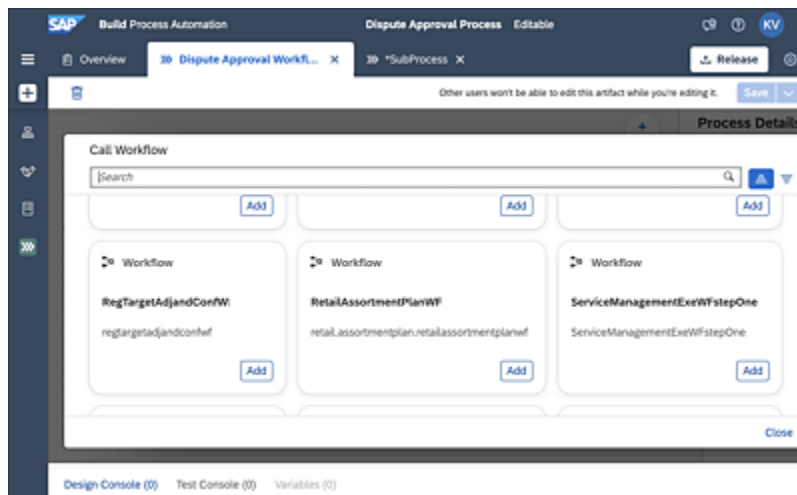 SAP Build Process Automation Dispute Approval Process Editable KV
Overview Dispute Approval Workfl... *SubProcess Release
Other users won't be able to edit this artifact while you're editing it. Save
Process Details
Call Workflow
Search
Add Add Add
Workflow Workflow Workflow
RegTargetAdjandConfW RetailAssortmentPlanWF ServiceManagementExeWFstepOne
regtargetadjandconfwf retail.assortmentplan.retailassortmentplanwf ServiceManagementExeWFstepOne
Add Add Add
Close
Design Console (0) Test Console (0) Variables (0)